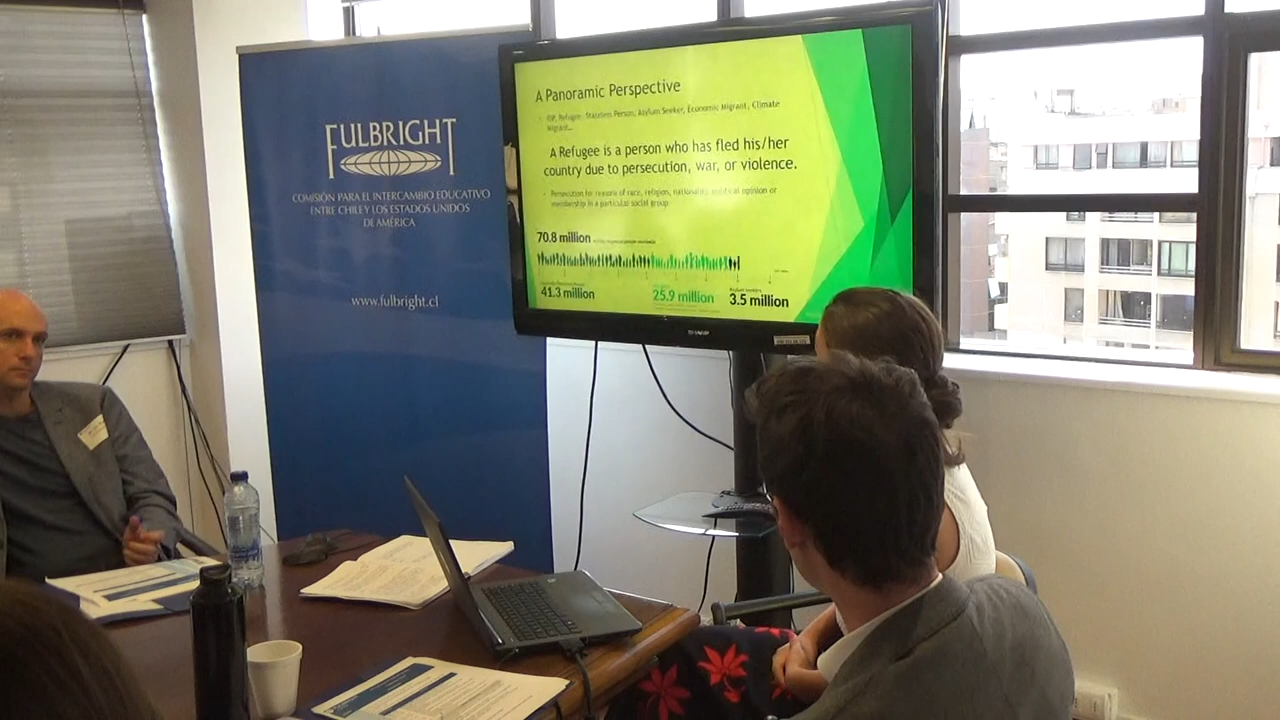 FULBRIGHT
COMISIÓN PARA EL INTERCAMBIO EDUCATIVO
ENTRE CHILE Y LOS ESTADOS UNIDOS
DE AMÉRICA
www.fulbright.cl
A Panoramic Perspective
IDP, Refugee, Stateless Person, Asylum Seeker, Economic Migrant, Climate
Migrant...
A Refugee is a person who has fled his/her
country due to persecution, war, or violence.
Persecution for reasons of race, religion, nationality, political opinion or
membership in a particular social group.
70.8 million
41.3 million
25.9 million
Asylum seekers
3.5 million